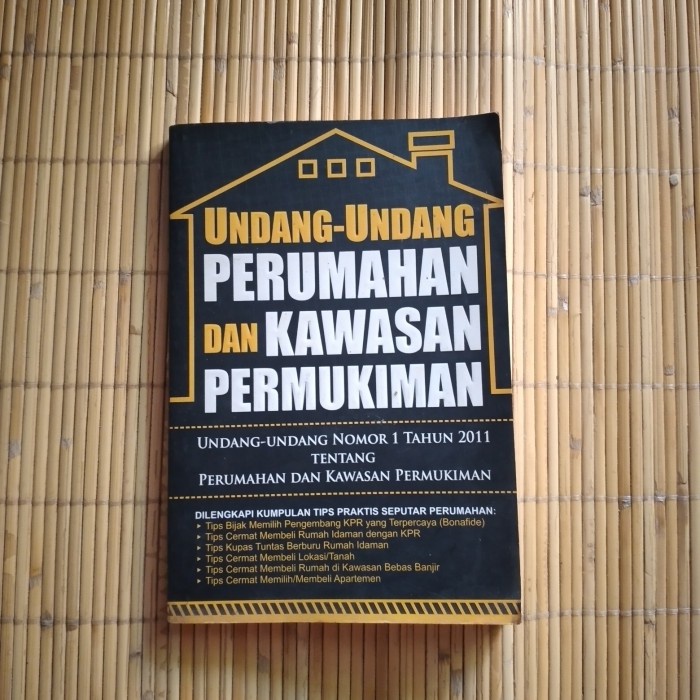 UNDANG-UNDANG
PERUMAHAN
DAN KAWASAN
PERMUKIMAN
UNDANG-UNDANG NOMOR 1 TAHUN 2011
TENTANG
PERUMAHAN DAN KAWASAN PERMUKIMAN
DILENGKAPI KUMPULAN TIPS PRAKTIS SEPUTAR PERUMAHAN:
Tips Bijak Memilih Pengembang KPR yang Terpercaya (Bonafide)
Tips Cermat Membeli Rumah Idaman dengan KPR
Tips Kupas Tuntas Berburu Rumah Idaman
Tips Cermat Membeli Lokasi/Tanah
Tips Cermat Membeli Rumah di Kawasan Bebas Banjir
Tips Cermat Memilih/Membeli Apartemen